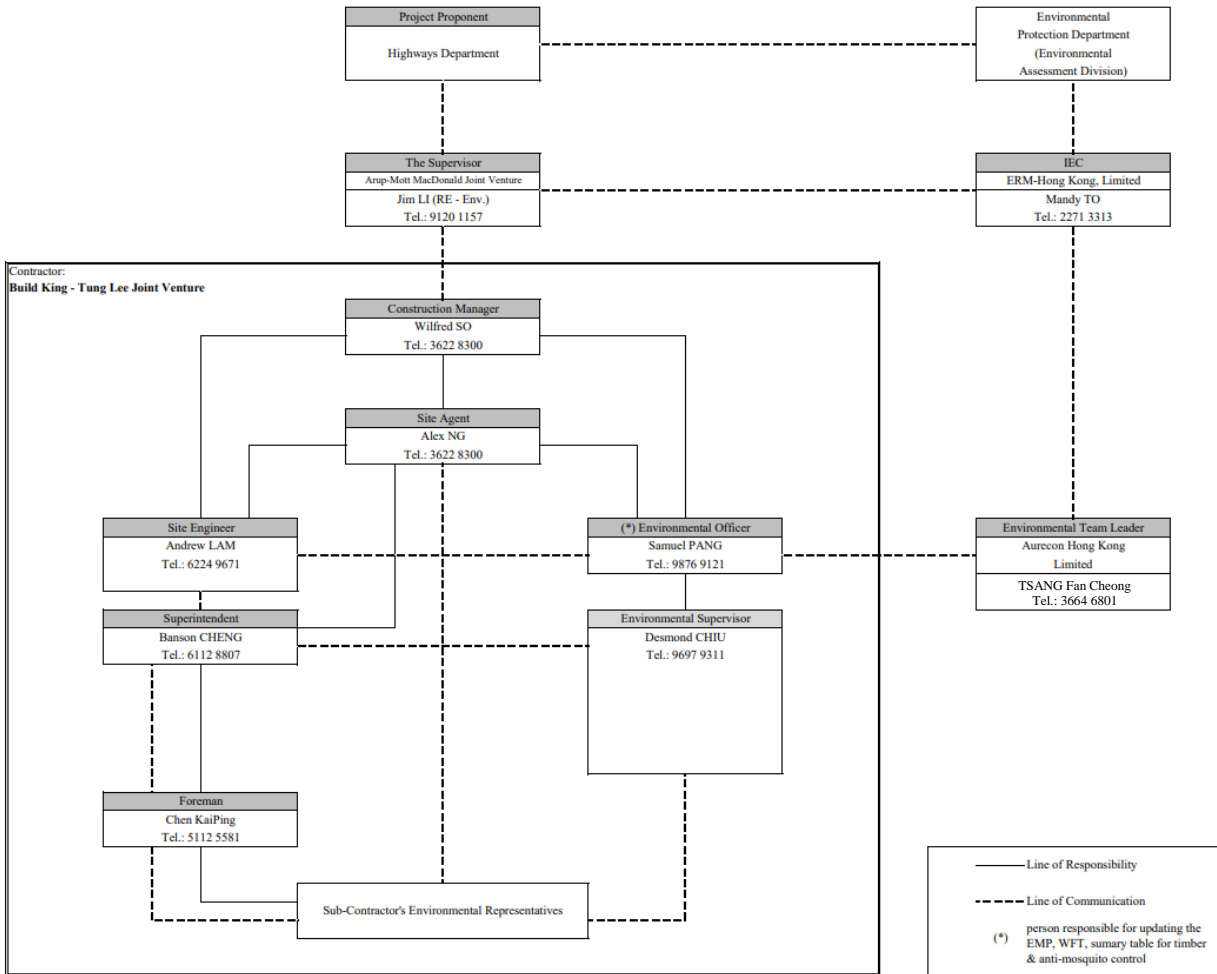 Project Proponent
Highways Department
Environmental
Protection Department
(Environmental
Assessment Division)
The Supervisor
Arup-Mott MacDonald Joint Venture
Jim LI (RE - Env.)
Tel.: 9120 1157
IEC
ERM-Hong Kong, Limited
Mandy TO
Tel.: 2271 3313
Contractor:
Build King - Tung Lee Joint Venture
Construction Manager
Wilfred SO
Tel.: 3622 8300
Site Agent
Alex NG
Tel.: 3622 8300
Site Engineer
Andrew LAM
Tel.: 6224 9671
(*) Environmental Officer
Samuel PANG
Tel.: 9876 9121
Environmental Team Leader
Aurecon Hong Kong
Limited
TSANG Fan Cheong
Tel.: 3664 6801
Superintendent
Banson CHENG
Tel.: 6112 8807
Environmental Supervisor
Desmond CHIU
Tel.: 9697 9311
Foreman
Chen KaiPing
Tel.: 5112 5581
Sub-Contractor's Environmental Representatives
Line of Responsibility
Line of Communication
(*) person responsible for updating the
EMP, WFT, sumary table for timber
& anti-mosquito control